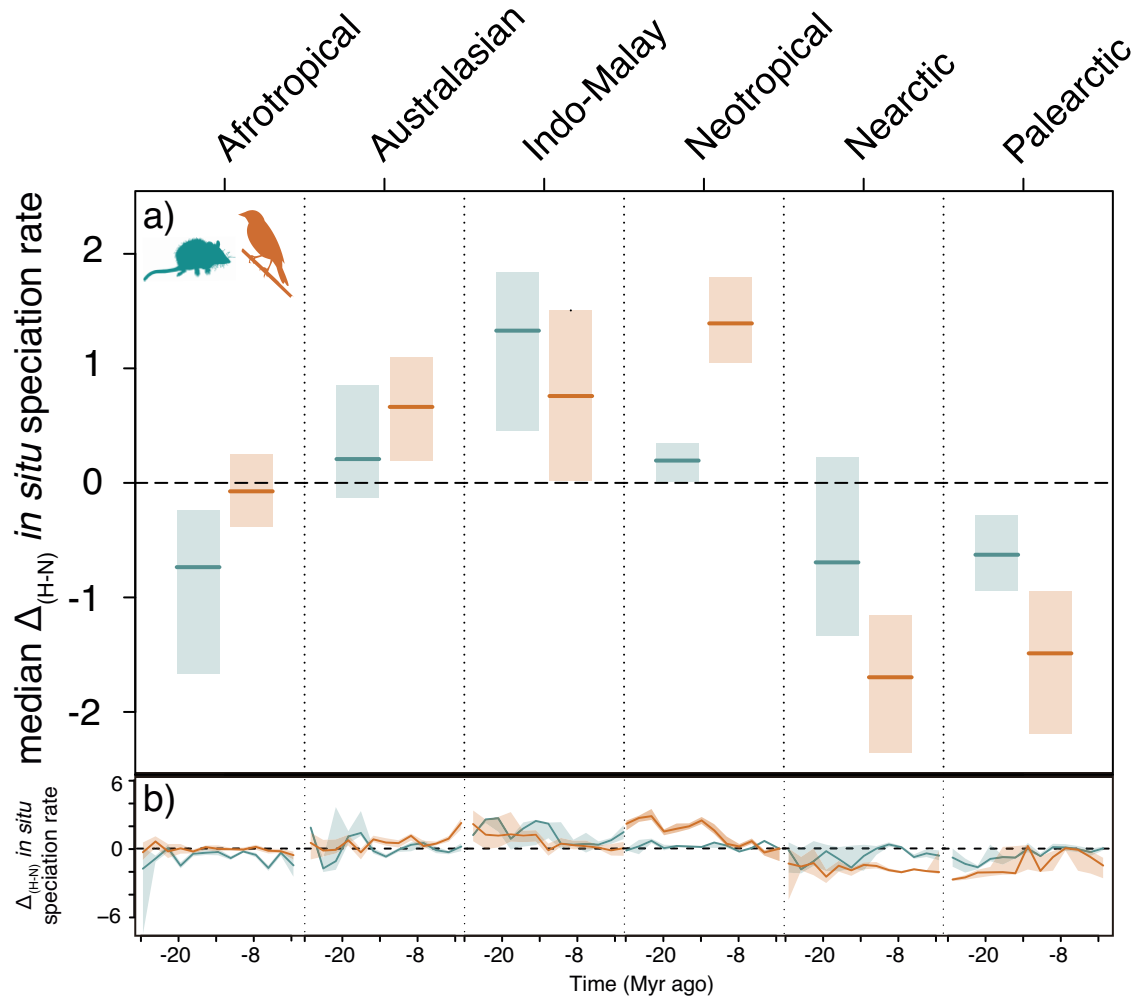 Afrotropical
Australasian
Indo-Malay
Neotropical
Nearctic
Palearctic
median Δ(H-N) in situ speciation rate
a)
2
1
0
-1
-2
b)
Δ(H-N) in situ
speciation rate
6
0
−6
-20 -8 -20 -8 -20 -8 -20 -8 -20 -8 -20 -8
Time (Myr ago)